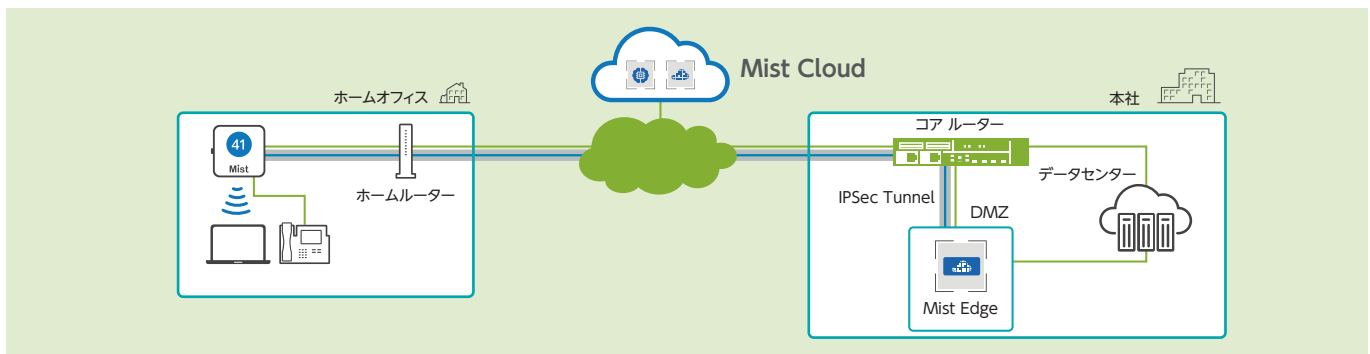 Mist Cloud
ホームオフィス
本社
41
Mist
ホームルーター
コア ルーター
データセンター
IPSec Tunnel
DMZ
Mist Edge